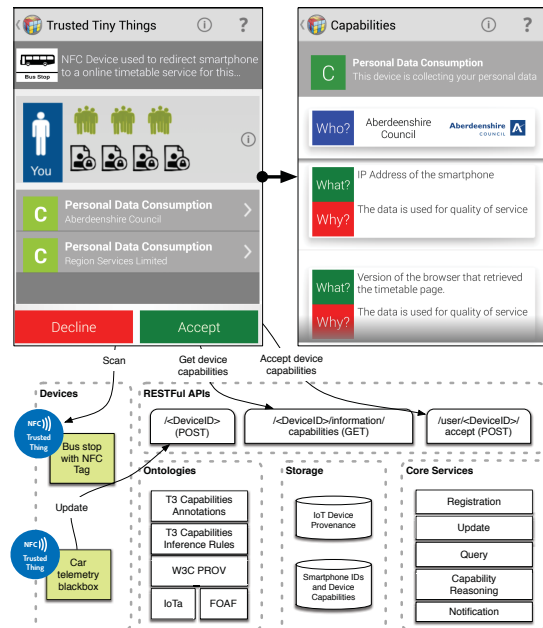 Trusted Tiny Things
i
?
Bus Stop
NFC Device used to redirect smartphone
to a online timetable service for this...
You
i
C
Personal Data Consumption
Aberdeenshire Council
C
Personal Data Consumption
Region Services Limited
Decline
Accept
Capabilities
i
?
C
Personal Data Consumption
This device is collecting your personal data
Who?
Aberdeenshire
Council
Aberdeenshire
COUNCIL
What?
IP Address of the smartphone
Why?
The data is used for quality of service
What?
Version of the browser that retrieved
the timetable page.
Why?
The data is used for quality of service
Scan
Get device
capabilities
Accept device
capabilities
Devices
NFC
Trusted
Thing
Bus stop
with NFC
Tag
Update
NFC
Trusted
Thing
Car
telemetry
blackbox
RESTFul APIs
/<DeviceID>
(POST)
/<DeviceID>/information/
capabilities (GET)
/user/<DeviceID>/
accept (POST)
Ontologies
T3 Capabilities
Annotations
T3 Capabilities
Inference Rules
W3C PROV
IoTa
FOAF
Storage
IoT Device
Provenance
Smartphone IDs
and Device
Capabilities
Core Services
Registration
Update
Query
Capability
Reasoning
Notification